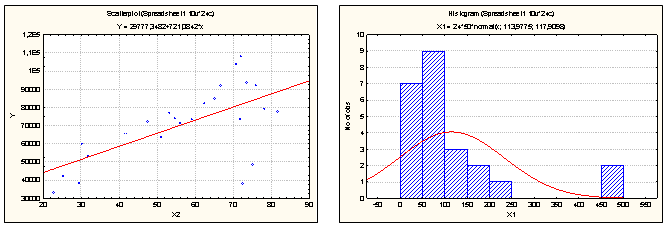 Scatterplot (Spreadsheet1 10v*24c)
Y = 29777,3482+721,0842*x
1,2E5
1,1E5
1E5
90000
80000
70000
60000
50000
40000
30000
Y
20 30 40 50 60 70 80 90
X2
Histogram (Spreadsheet1 10v*24c)
X1 = 24*50*normal(x; 113,9775; 117,9098)
10
9
8
7
6
5
4
3
2
1
0
No of obs
-50 0 50 100 150 200 250 300 350 400 450 500 550
X1